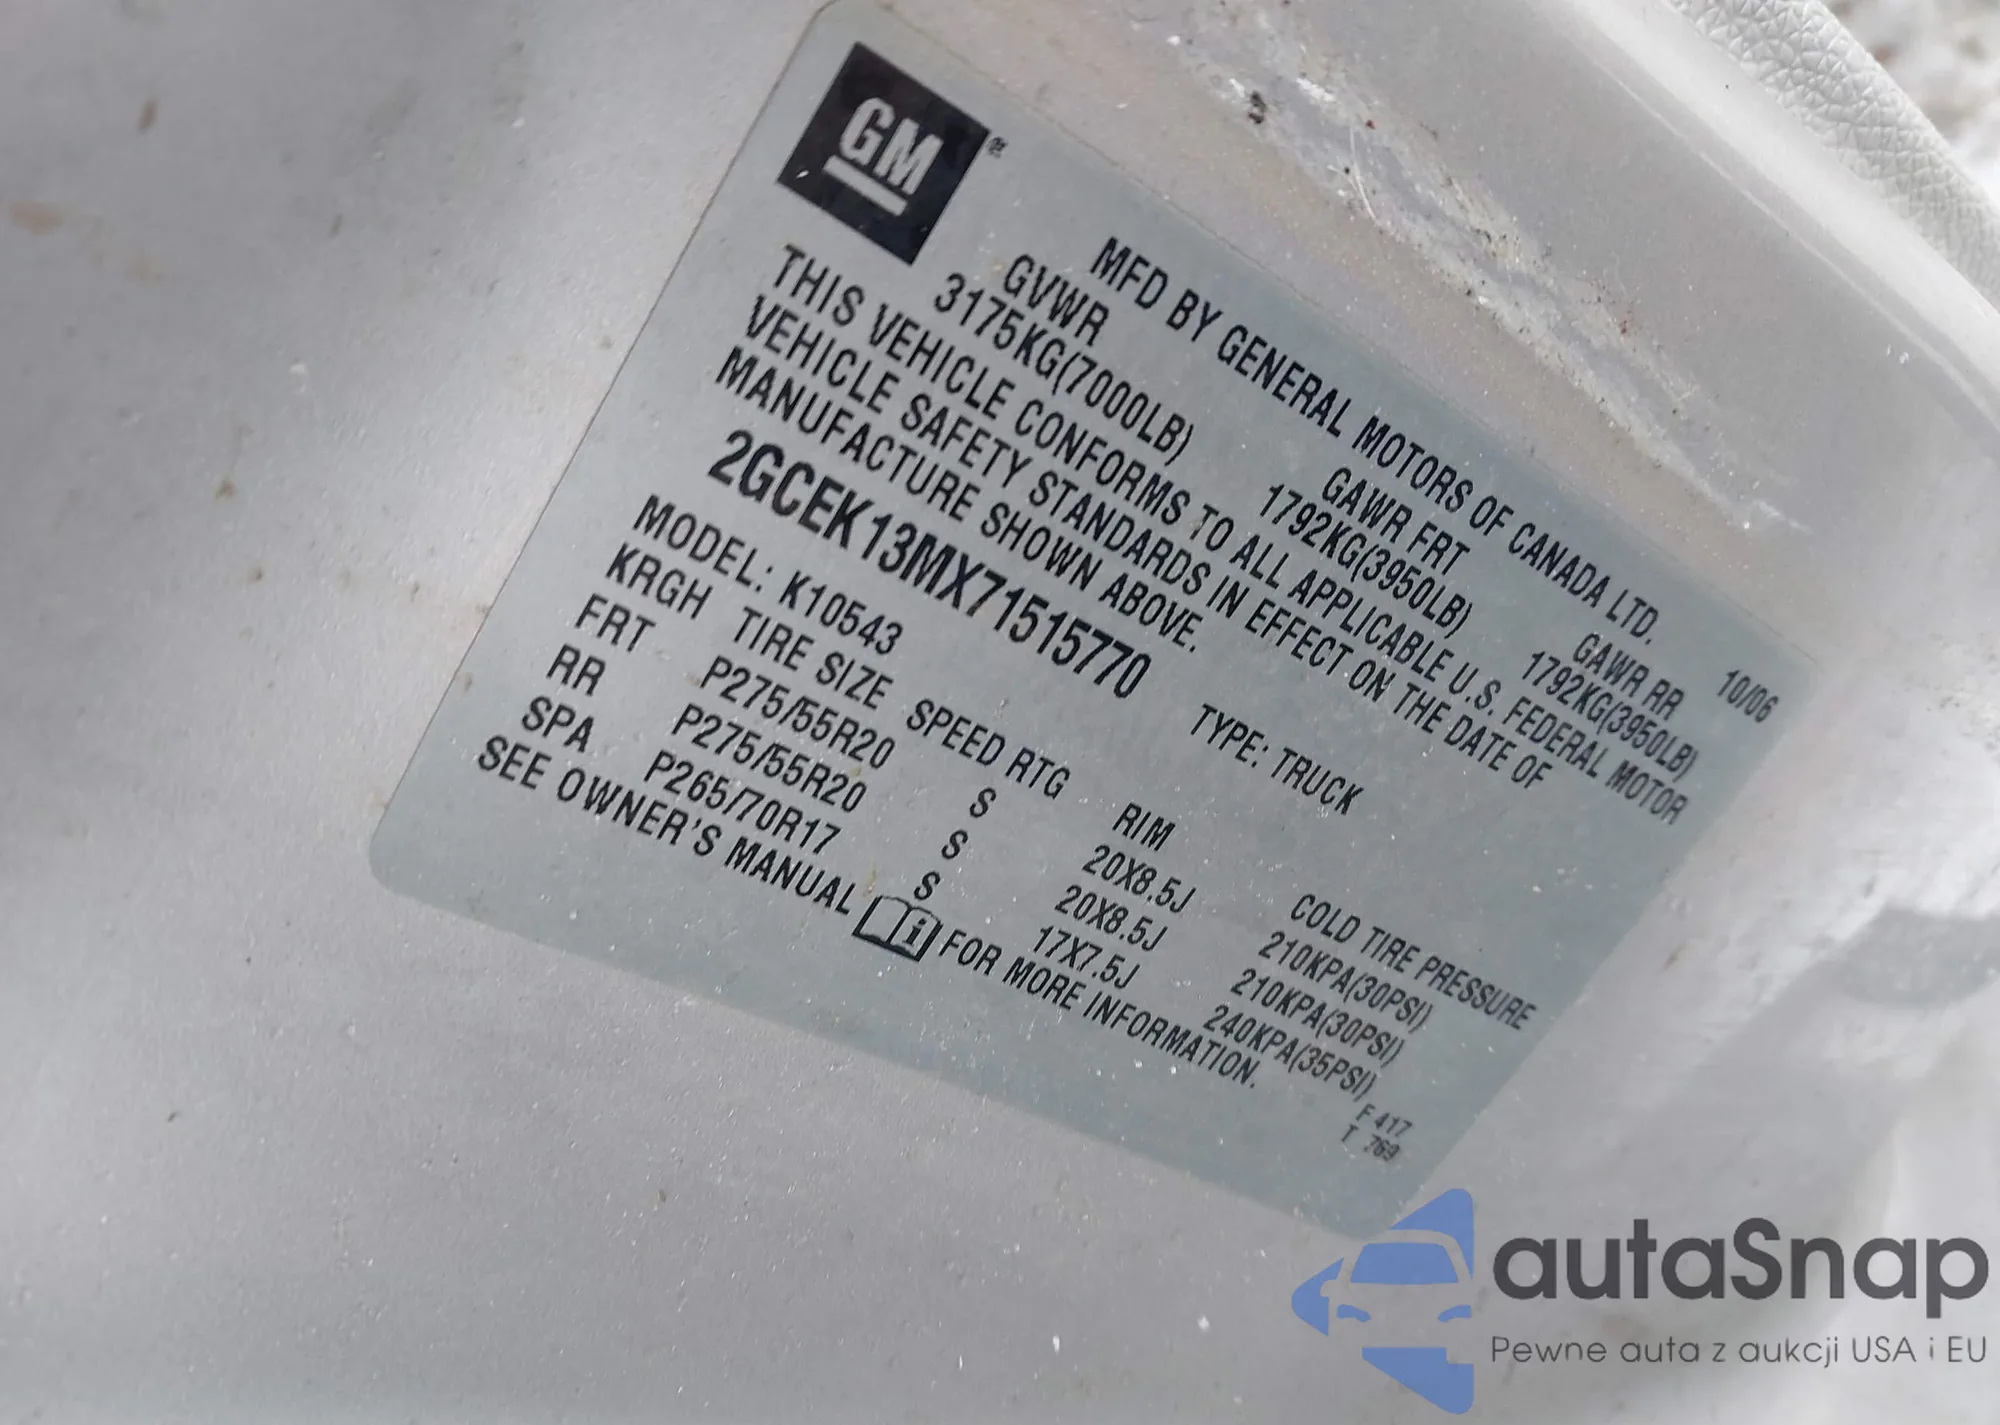 GM
MFD BY GENERAL MOTORS OF CANADA LTD. 10/06
GVWR GAWR FRT GAWR RR
3175KG(7000LB) 1792KG(3950LB) 1792KG(3950LB)
THIS VEHICLE CONFORMS TO ALL APPLICABLE U.S. FEDERAL MOTOR
VEHICLE SAFETY STANDARDS IN EFFECT ON THE DATE OF
MANUFACTURE SHOWN ABOVE.
2GCEK13MX71515770 TYPE: TRUCK
MODEL: K10543
KRGH TIRE SIZE SPEED RTG RIM COLD TIRE PRESSURE
FRT P275/55R20 S 20X8.5J 210KPA(30PSI)
RR P275/55R20 S 20X8.5J 210KPA(30PSI)
SPA P265/70R17 S 17X7.5J 240KPA(35PSI)
SEE OWNER'S MANUAL FOR MORE INFORMATION.
F 417
T 769
autaSnap
Pewne auta z aukcji USA i EU